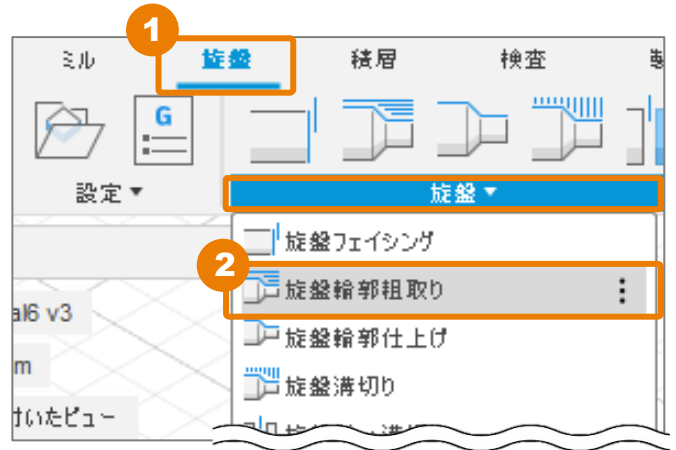 1
ミル 旋盤 積層 検査
G
設定▼ 旋盤▼
旋盤フェイシング
2
旋盤輪郭粗取り
al6 v3
旋盤輪郭仕上げ
m
旋盤溝切り
付いたビュー